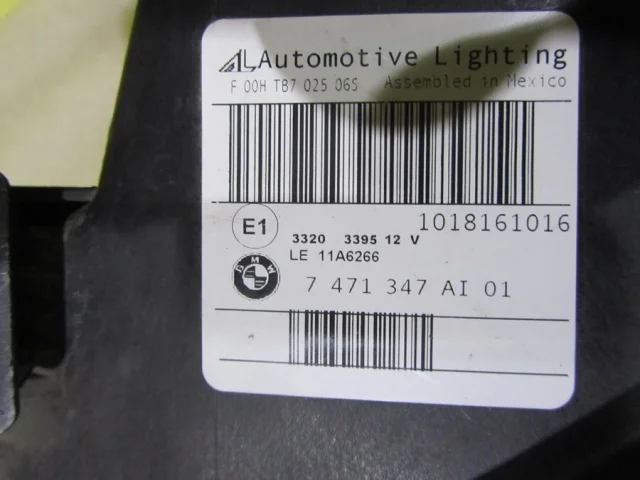 AL Automotive Lighting
F 00H TB7 025 06S Assembled in Mexico
1018161016
E1
3320 3395 12 V
LE 11A6266
BMW
7 471 347 AI 01